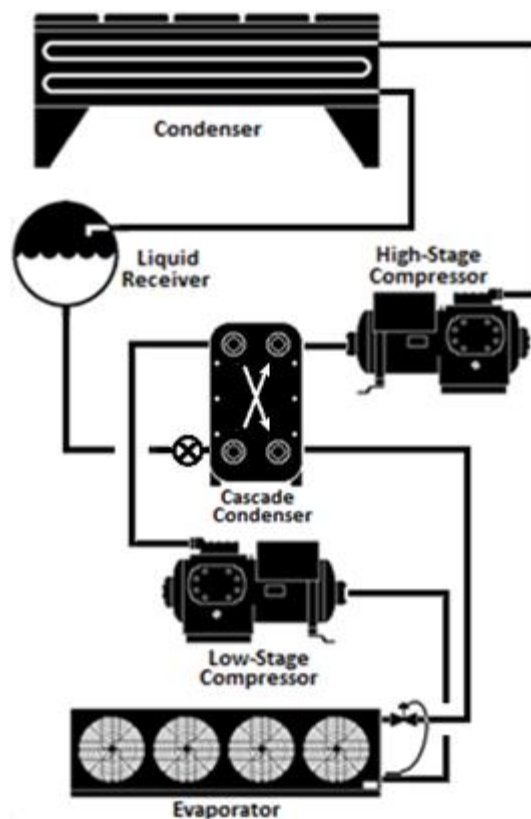 Condenser
Liquid
Receiver
High-Stage
Compressor
Cascade
Condenser
Low-Stage
Compressor
Evaporator